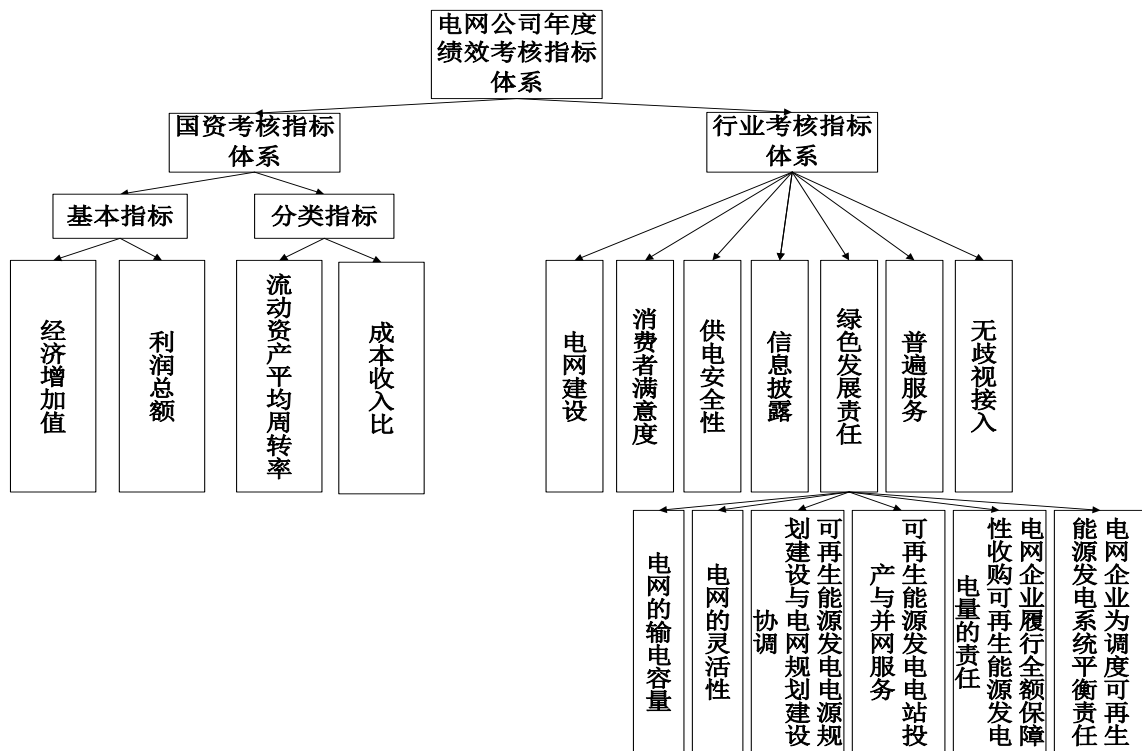 电网公司年度
绩效考核指标
体系
国资考核指标
体系
行业考核指标
体系
基本指标
分类指标
经济增加值
利润总额
流动资产平均周转率
成本收入比
电网建设
消费者满意度
供电安全性
信息披露
绿色发展责任
普遍服务
无歧视接入
电网的输电容量
电网的灵活性
可再生能源发电电源规
划建设与电网规划建设
协调
可再生能源发电电站投
产与并网服务
电网企业履行全额保障
性收购可再生能源发电
电量的责任
电网企业为调度可再生
能源发电系统平衡责任